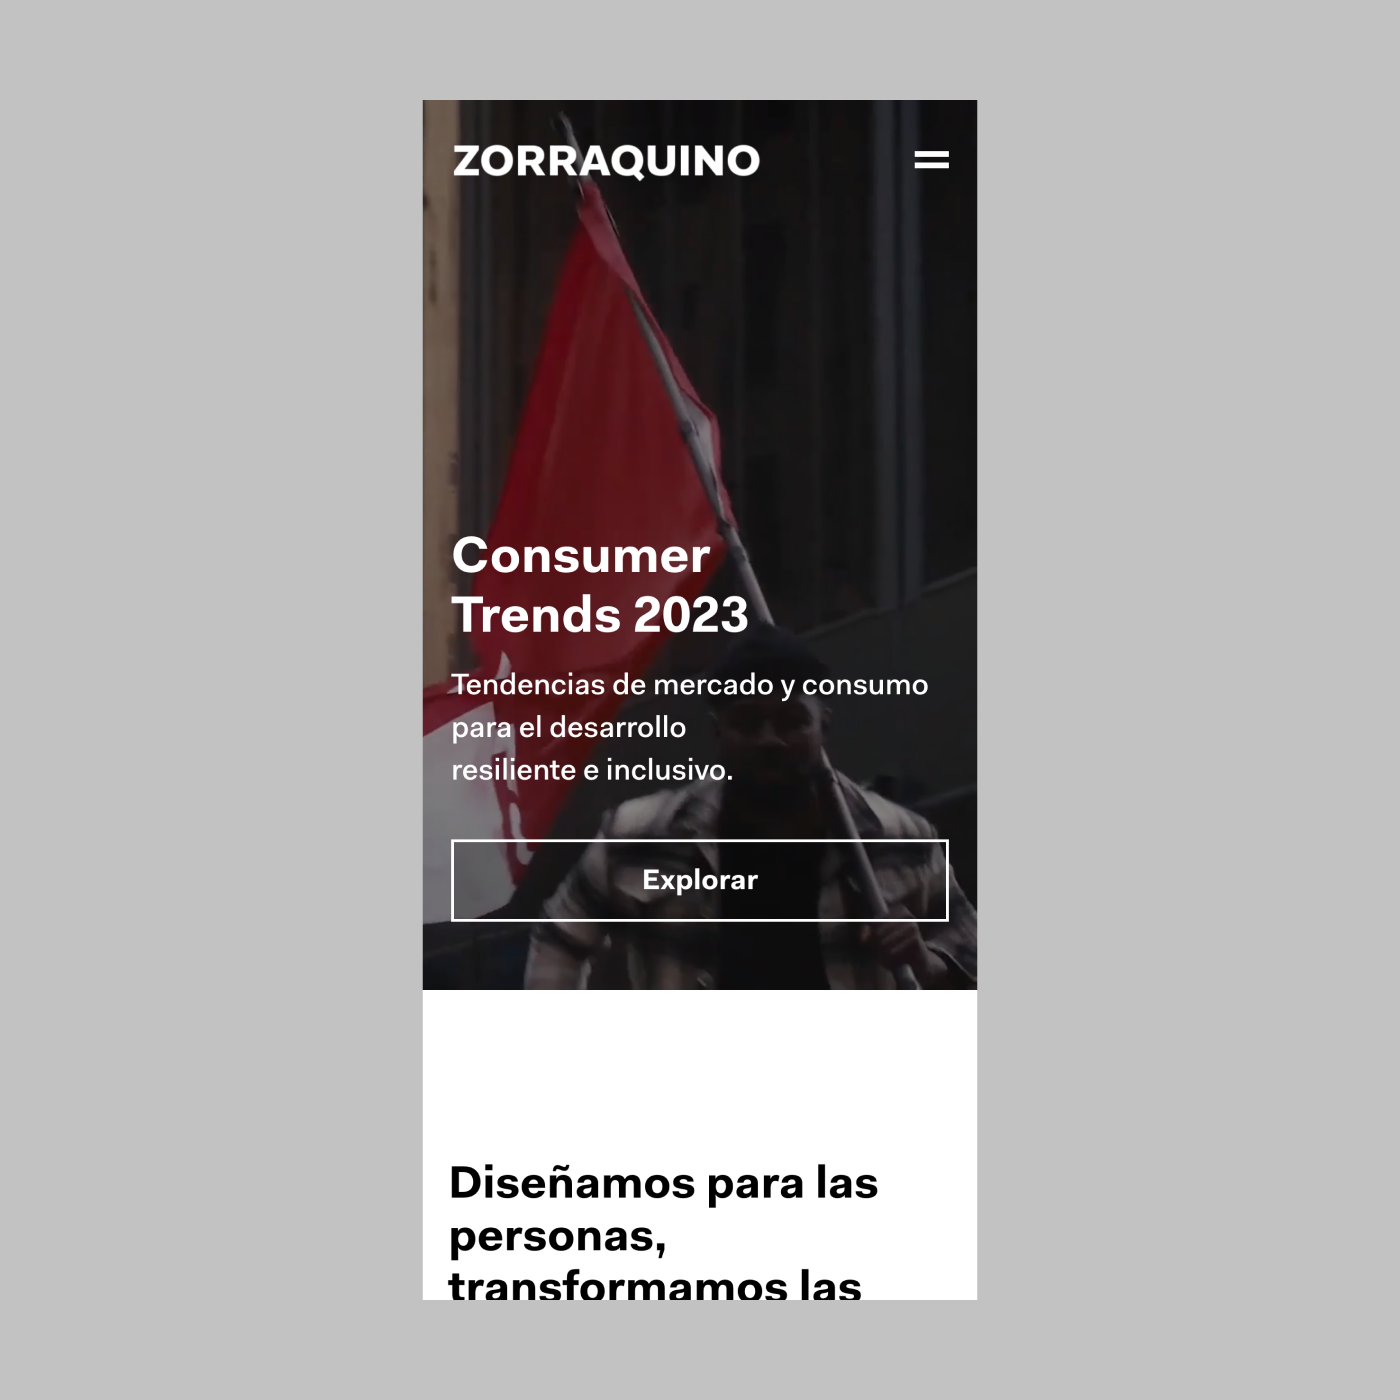 ZORRAQUINO
Consumer
Trends 2023
Tendencias de mercado y consumo
para el desarrollo
resiliente e inclusivo.
Explorar
Diseñamos para las
personas,
transformamos las